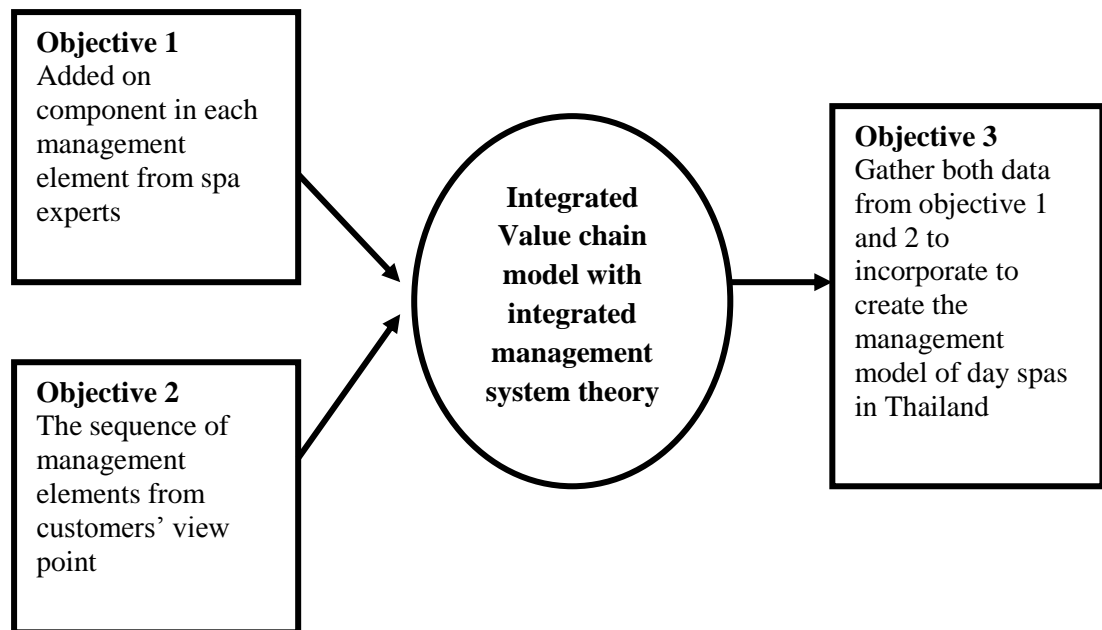 Objective 1
Added on
component in each
management
element from spa
experts
Objective 2
The sequence of
management
elements from
customers’ view
point
Integrated
Value chain
model with
integrated
management
system theory
Objective 3
Gather both data
from objective 1
and 2 to
incorporate to
create the
management
model of day spas
in Thailand